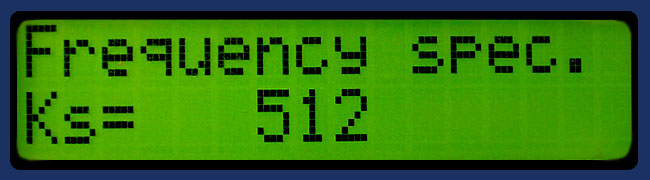 Frequency spec.
Ks= 512